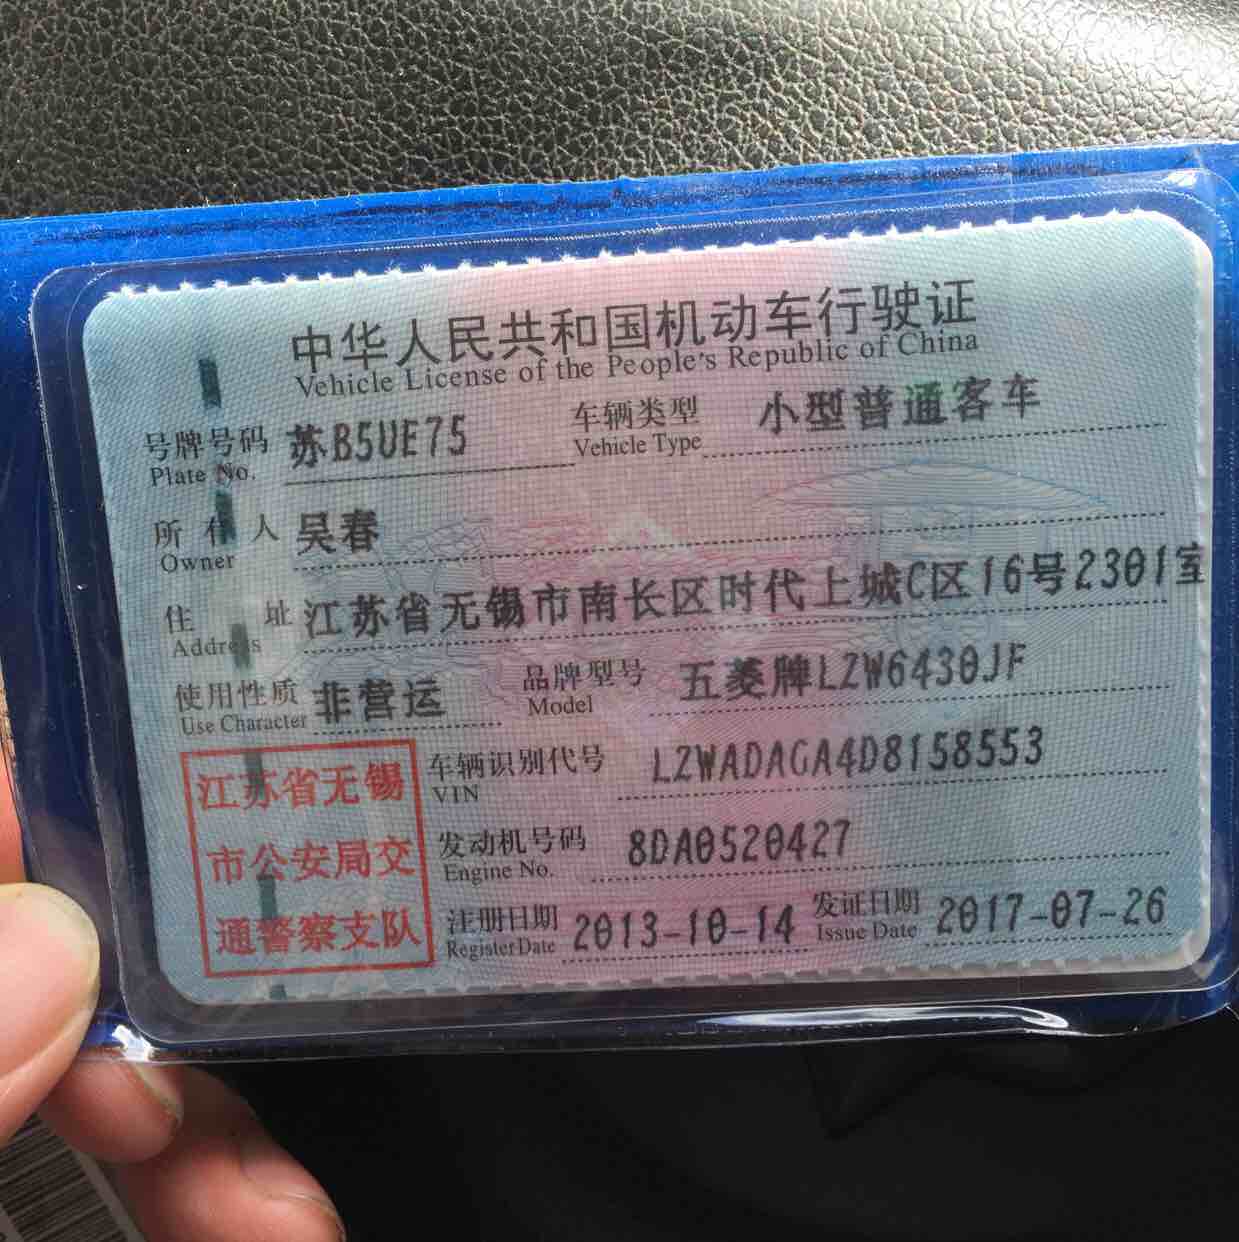 中华人民共和国机动车行驶证
Vehicle License of the People's Republic of China
号牌号码 苏B5UE75 车辆类型 小型普通客车
Plate No. Vehicle Type
所有人 吴春
Owner
住址 江苏省无锡市南长区时代上城C区16号2301室
Address
使用性质 非营运 品牌型号 五菱牌LZW6430JF
Use Character Model
江苏省无锡
市公安局交
通警察支队
车辆识别代号 LZWADAGA4D8158553
VIN
发动机号码 8DA0520427
Engine No.
注册日期 2013-10-14 发证日期 2017-07-26
Register Date Issue Date